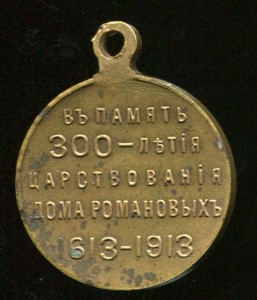 ВЪ ПАМЯТЬ
300-ЛѢТІЯ
ЦАРСТВОВАНІЯ
ДОМА РОМАНОВЫХЪ
1613-1913